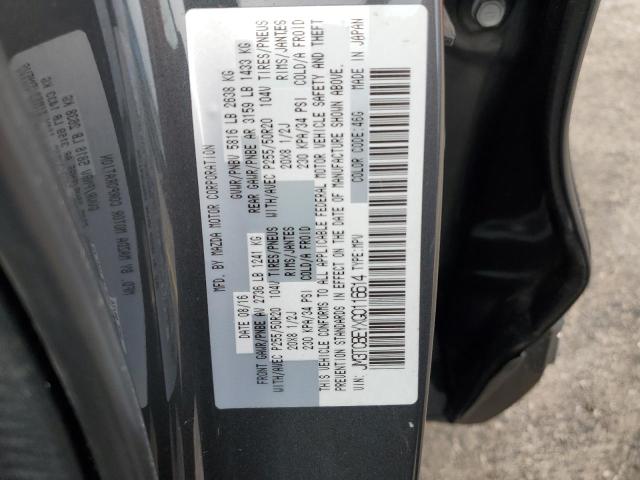 MFD. BY MAZDA MOTOR CORPORATION
DATE 08/16 GVWR/PNBV 5816 LB 2638 KG
FRONT GAWR/PNBE AV 2736 LB 1241 KG REAR GAWR/PNBE AR 3159 LB 1433 KG
WITH/AVEC P255/50R20 104V TIRES/PNEUS WITH/AVEC P255/50R20 104V TIRES/PNEUS
20X8 1/2J RIMS/JANTES 20X8 1/2J RIMS/JANTES
230 KPA/34 PSI COLD/A FROID 230 KPA/34 PSI COLD/A FROID
THIS VEHICLE CONFORMS TO ALL APPLICABLE FEDERAL MOTOR VEHICLE SAFETY AND THEFT
PREVENTION STANDARDS IN EFFECT ON THE DATE OF MANUFACTURE SHOWN ABOVE.
COLOR/CODE: 46G MADE IN JAPAN
VIN: JM3TCBEYXG0116614 TYPE:MPV